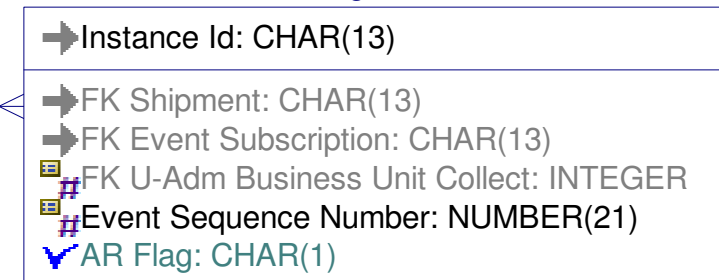 Instance Id: CHAR(13)
FK Shipment: CHAR(13)
FK Event Subscription: CHAR(13)
FK U-Adm Business Unit Collect: INTEGER
Event Sequence Number: NUMBER(21)
AR Flag: CHAR(1)